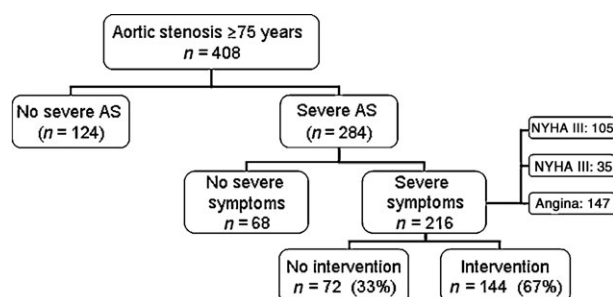 Aortic stenosis ≥75 years
n = 408
No severe AS
(n = 124)
Severe AS
(n = 284)
NYHA III: 105
NYHA III: 35
Angina: 147
No severe
symptoms
n = 68
Severe
symptoms
n = 216
No intervention
n = 72 (33%)
Intervention
n = 144 (67%)